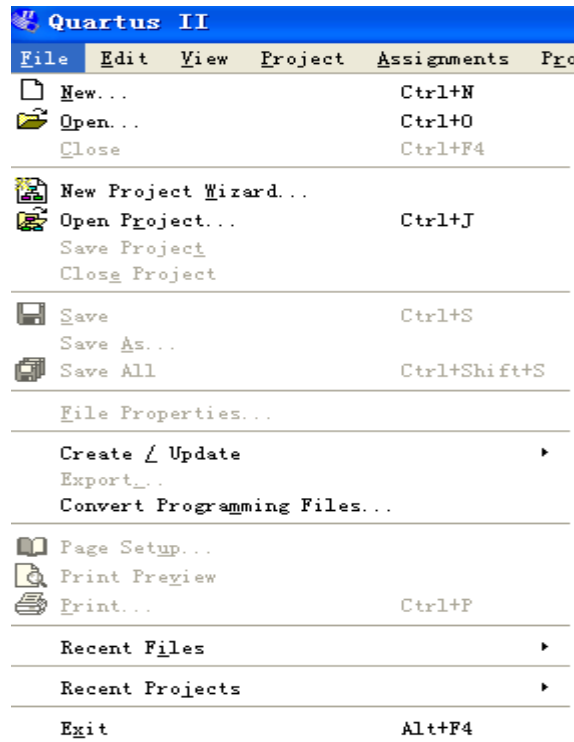 Quartus II
File Edit View Project Assignments Pro
New... Ctrl+N
Open... Ctrl+O
Close Ctrl+F4
New Project Wizard...
Open Project... Ctrl+J
Save Project
Close Project
Save Ctrl+S
Save As...
Save All Ctrl+Shift+S
File Properties...
Create / Update
Export...
Convert Programming Files...
Page Setup...
Print Preview
Print... Ctrl+P
Recent Files
Recent Projects
Exit Alt+F4